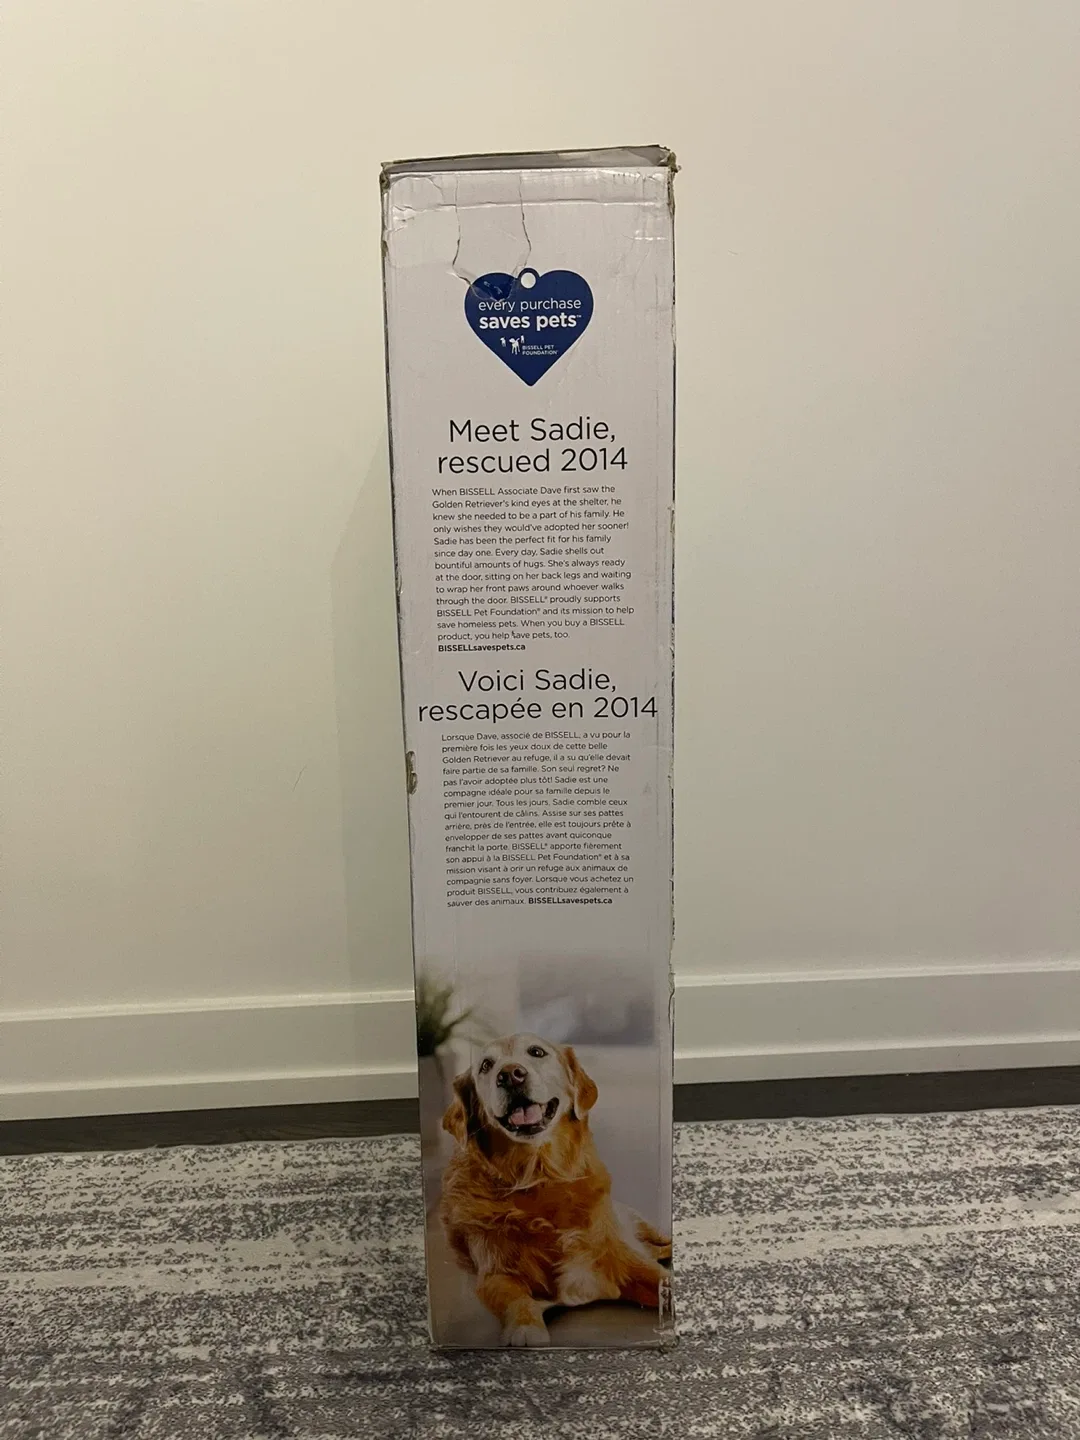 every purchase
saves pets™
BISSELL PET
FOUNDATION®
Meet Sadie,
rescued 2014
When BISSELL Associate Dave first saw the
Golden Retriever's kind eyes at the shelter, he
knew she needed to be a part of his family. He
only wishes they would've adopted her sooner!
Sadie has been the perfect fit for his family
since day one. Every day, Sadie shells out
bountiful amounts of hugs. She's always ready
at the door, sitting on her back legs and waiting
to wrap her front paws around whoever walks
through the door. BISSELL® proudly supports
BISSELL Pet Foundation® and its mission to help
save homeless pets. When you buy a BISSELL
product, you help save pets, too.
BISSELLsavespets.ca
Voici Sadie,
rescapée en 2014
Lorsque Dave, associé de BISSELL, a vu pour la
première fois les yeux doux de cette belle
Golden Retriever au refuge, il a su qu'elle devait
faire partie de sa famille. Son seul regret? Ne
pas l'avoir adoptée plus tôt! Sadie est une
compagne idéale pour sa famille depuis le
premier jour. Tous les jours, Sadie comble ceux
qui l'entourent de câlins. Assise sur ses pattes
arrière, près de l'entrée, elle est toujours prête à
envelopper de ses pattes avant quiconque
franchit la porte. BISSELL® apporte fièrement
son appui à la BISSELL Pet Foundation® et à sa
mission visant à orir un refuge aux animaux de
compagnie sans foyer. Lorsque vous achetez un
produit BISSELL, vous contribuez également à
sauver des animaux. BISSELLsavespets.ca